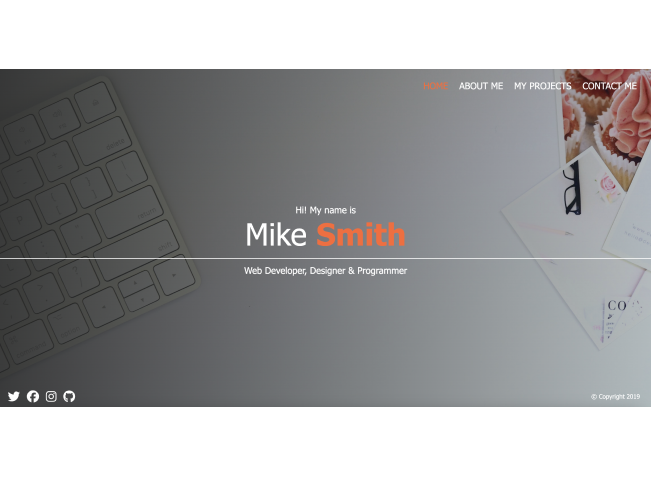 HOME ABOUT ME MY PROJECTS CONTACT ME
Hi! My name is
Mike Smith
Web Developer, Designer & Programmer
CO
© Copyright 2019